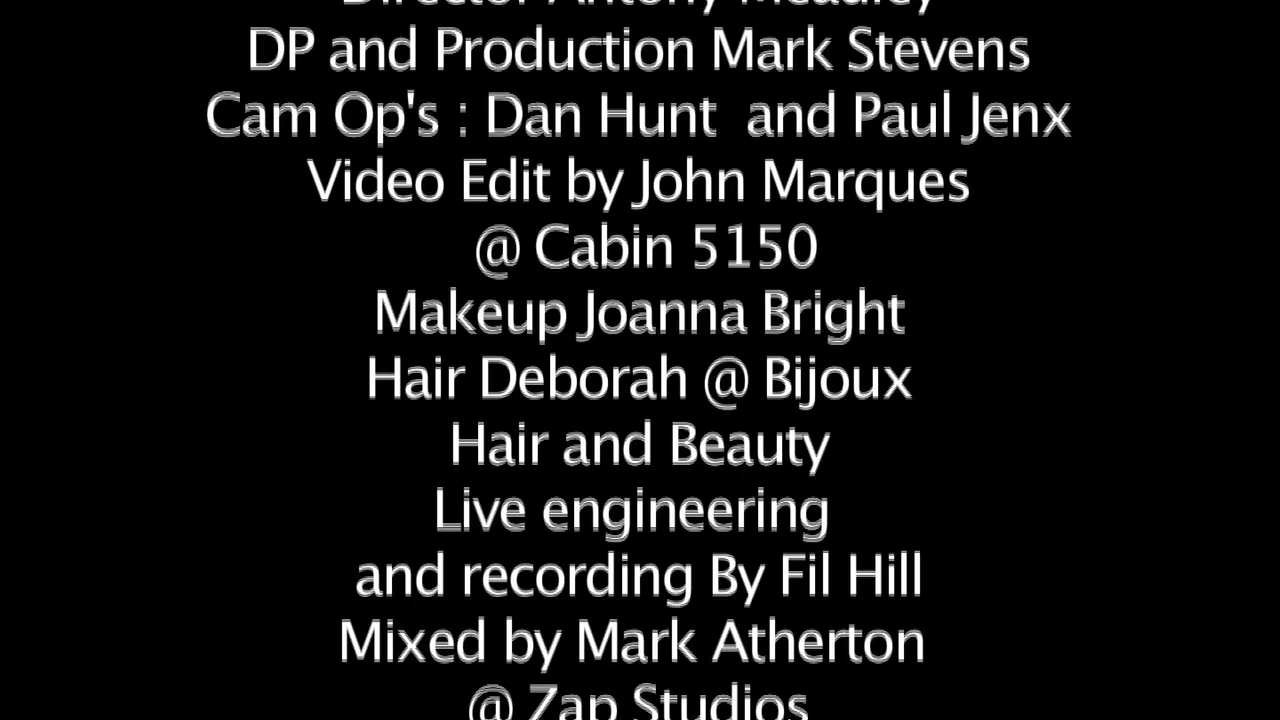 Director Antony Meadley
DP and Production Mark Stevens
Cam Op's : Dan Hunt  and Paul Jenx
Video Edit by John Marques
@ Cabin 5150
Makeup Joanna Bright
Hair Deborah @ Bijoux
Hair and Beauty
Live engineering
and recording By Fil Hill
Mixed by Mark Atherton
@ Zap Studios